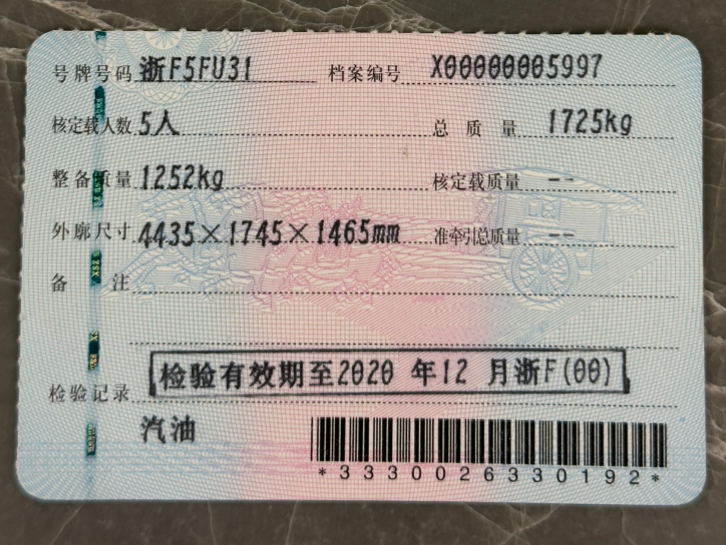 号牌号码 浙F5FU31 档案编号 X00000005997
核定载人数 5人 总质量 1725kg
整备质量 1252kg 核定载质量 --
外廓尺寸 4435×1745×1465mm 准牵引总质量 --
备注
检验记录 检验有效期至2020 年12 月浙F(00)
汽油
*3330026330192*